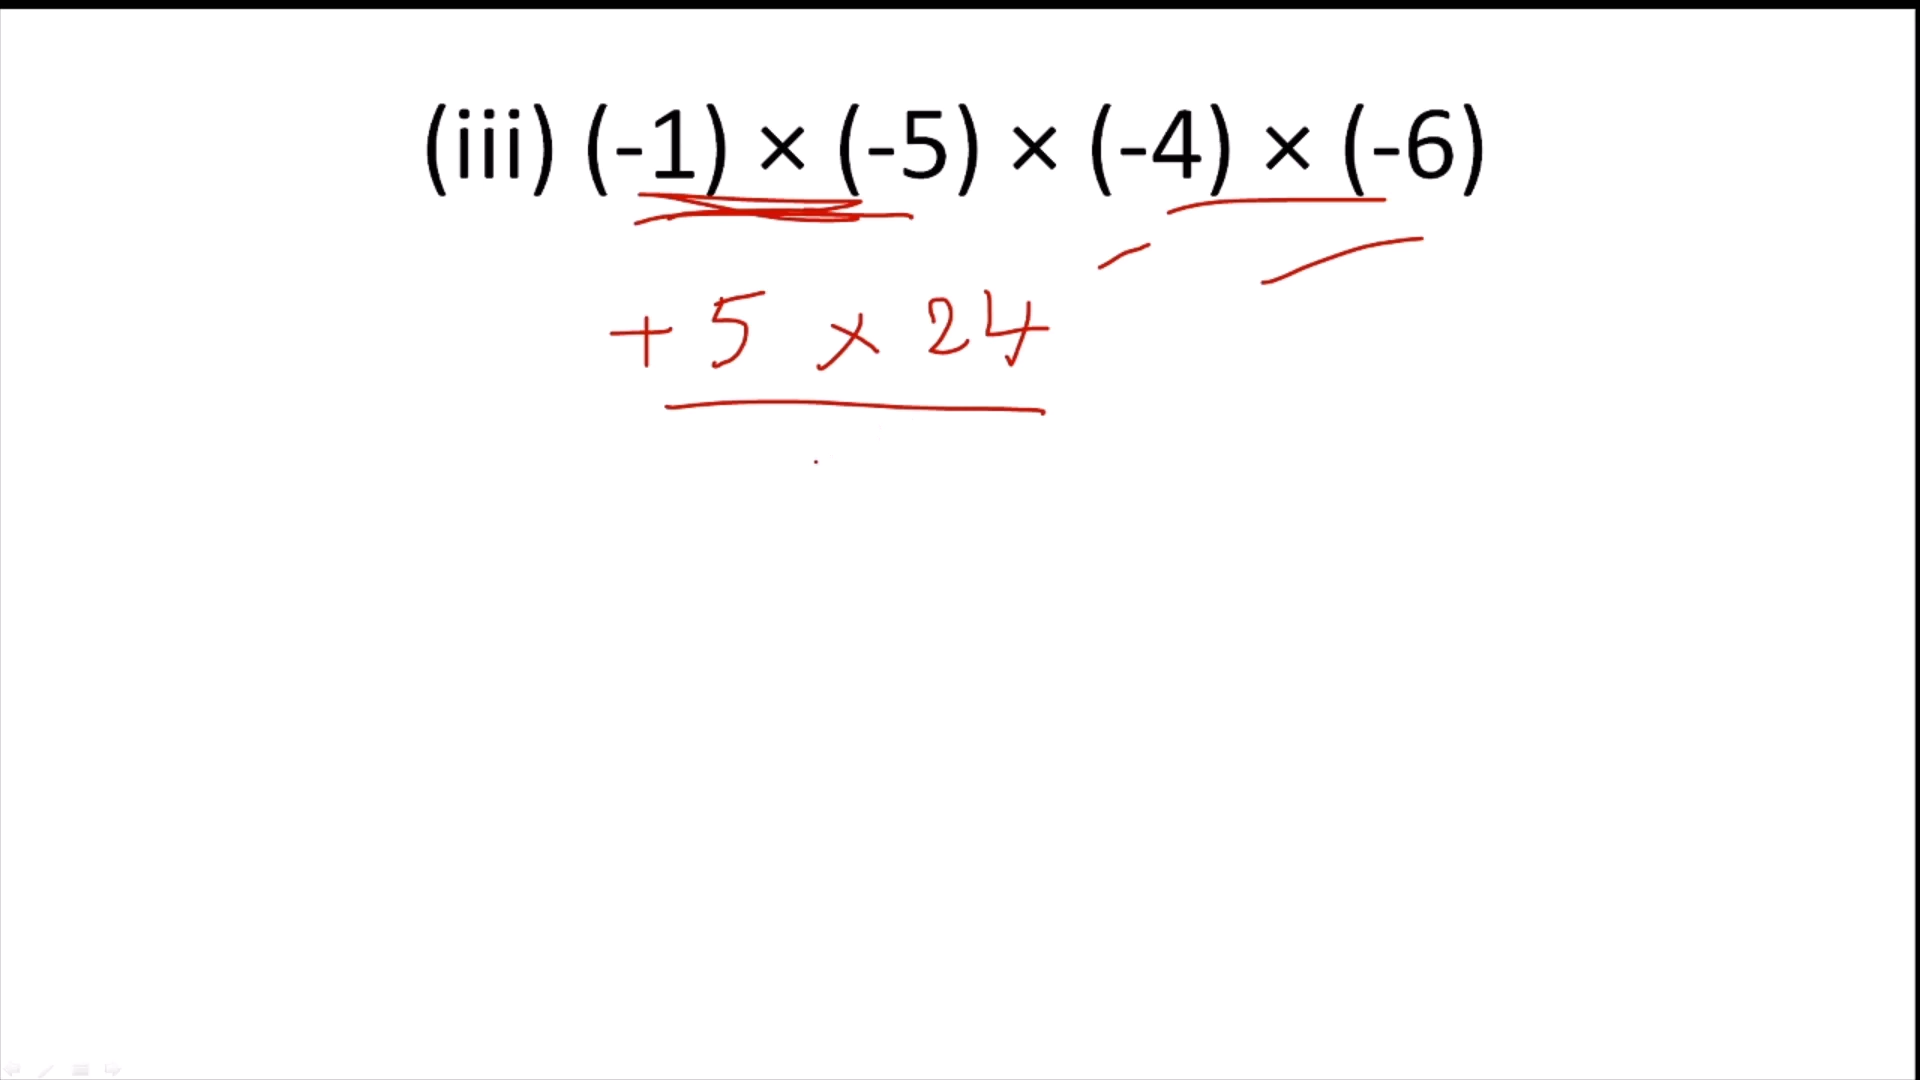 (iii) (-1) × (-5) × (-4) × (-6)
+ 5 × 24